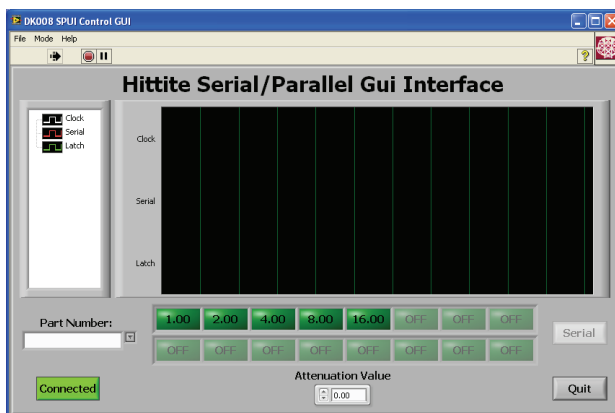 DK008 SPUI Control GUI
File Mode Help
?
Hittite Serial/Parallel Gui Interface
Clock
Serial
Latch
Clock
Serial
Latch
Part Number:
1.00 2.00 4.00 8.00 16.00 OFF OFF OFF
OFF OFF OFF OFF OFF OFF OFF OFF
Serial
Connected
Attenuation Value
0.00
Quit